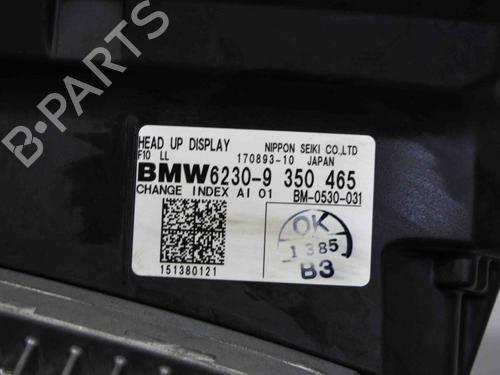 HEAD UP DISPLAY NIPPON SEIKI CO.,LTD
F10 LL 170893-10 JAPAN
BMW 6230-9 350 465
CHANGE INDEX AI 01 BM-0530-031
OK
1385
B3
151380121
B-PARTS